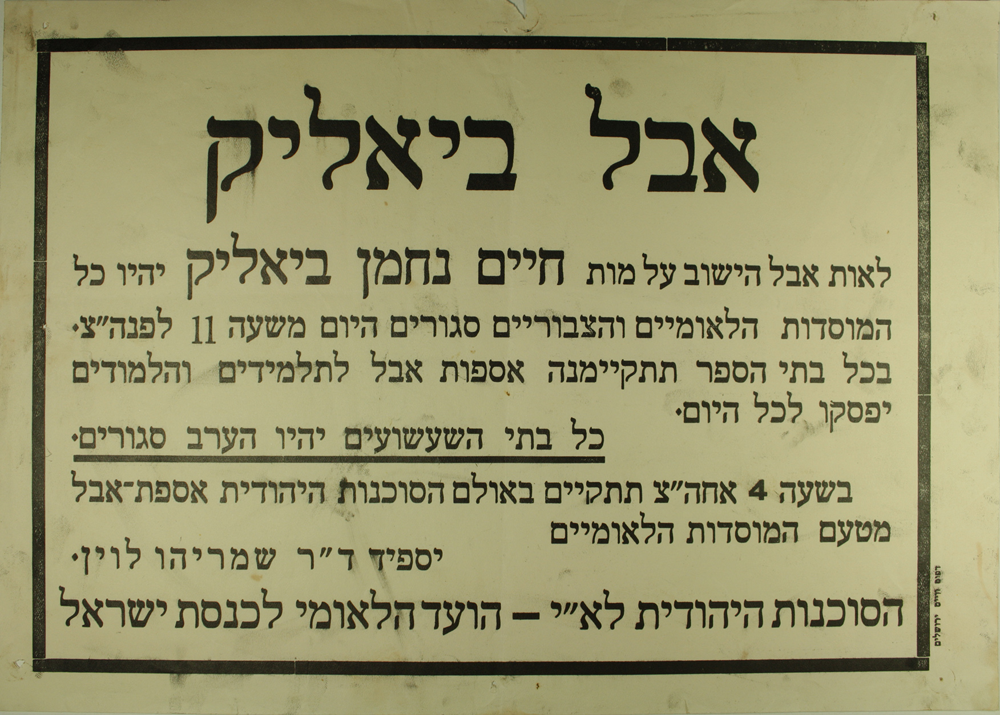 אבל ביאליק
לאות אבל הישוב על מות חיים נחמן ביאליק יהיו כל
המוסדות הלאומיים והצבוריים סגורים היום משעה 11 לפנה״צ.
בכל בתי הספר תתקיימנה אספות אבל לתלמידים והלמודים
יפסקו לכל היום.
כל בתי השעשועים יהיו הערב סגורים.
בשעה 4 אחה״צ תתקיים באולם הסוכנות היהודית אספת־אבל
מטעם המוסדות הלאומיים
יספיד ד״ר שמריהו לוין.
הסוכנות היהודית לא״י — הועד הלאומי לכנסת ישראל
דפוס חיים ירושלים